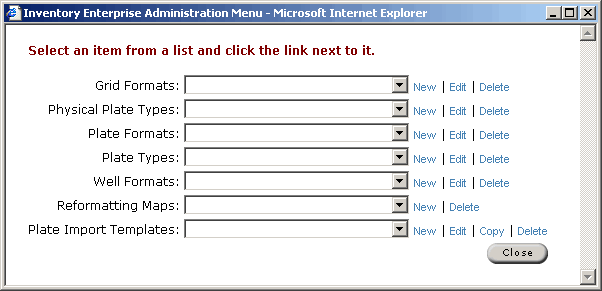 Inventory Enterprise Administration Menu - Microsoft Internet Explorer
Select an item from a list and click the link next to it.
Grid Formats: New | Edit | Delete
Physical Plate Types: New | Edit | Delete
Plate Formats: New | Edit | Delete
Plate Types: New | Edit | Delete
Well Formats: New | Edit | Delete
Reformatting Maps: New | Delete
Plate Import Templates: New | Edit | Copy | Delete
Close